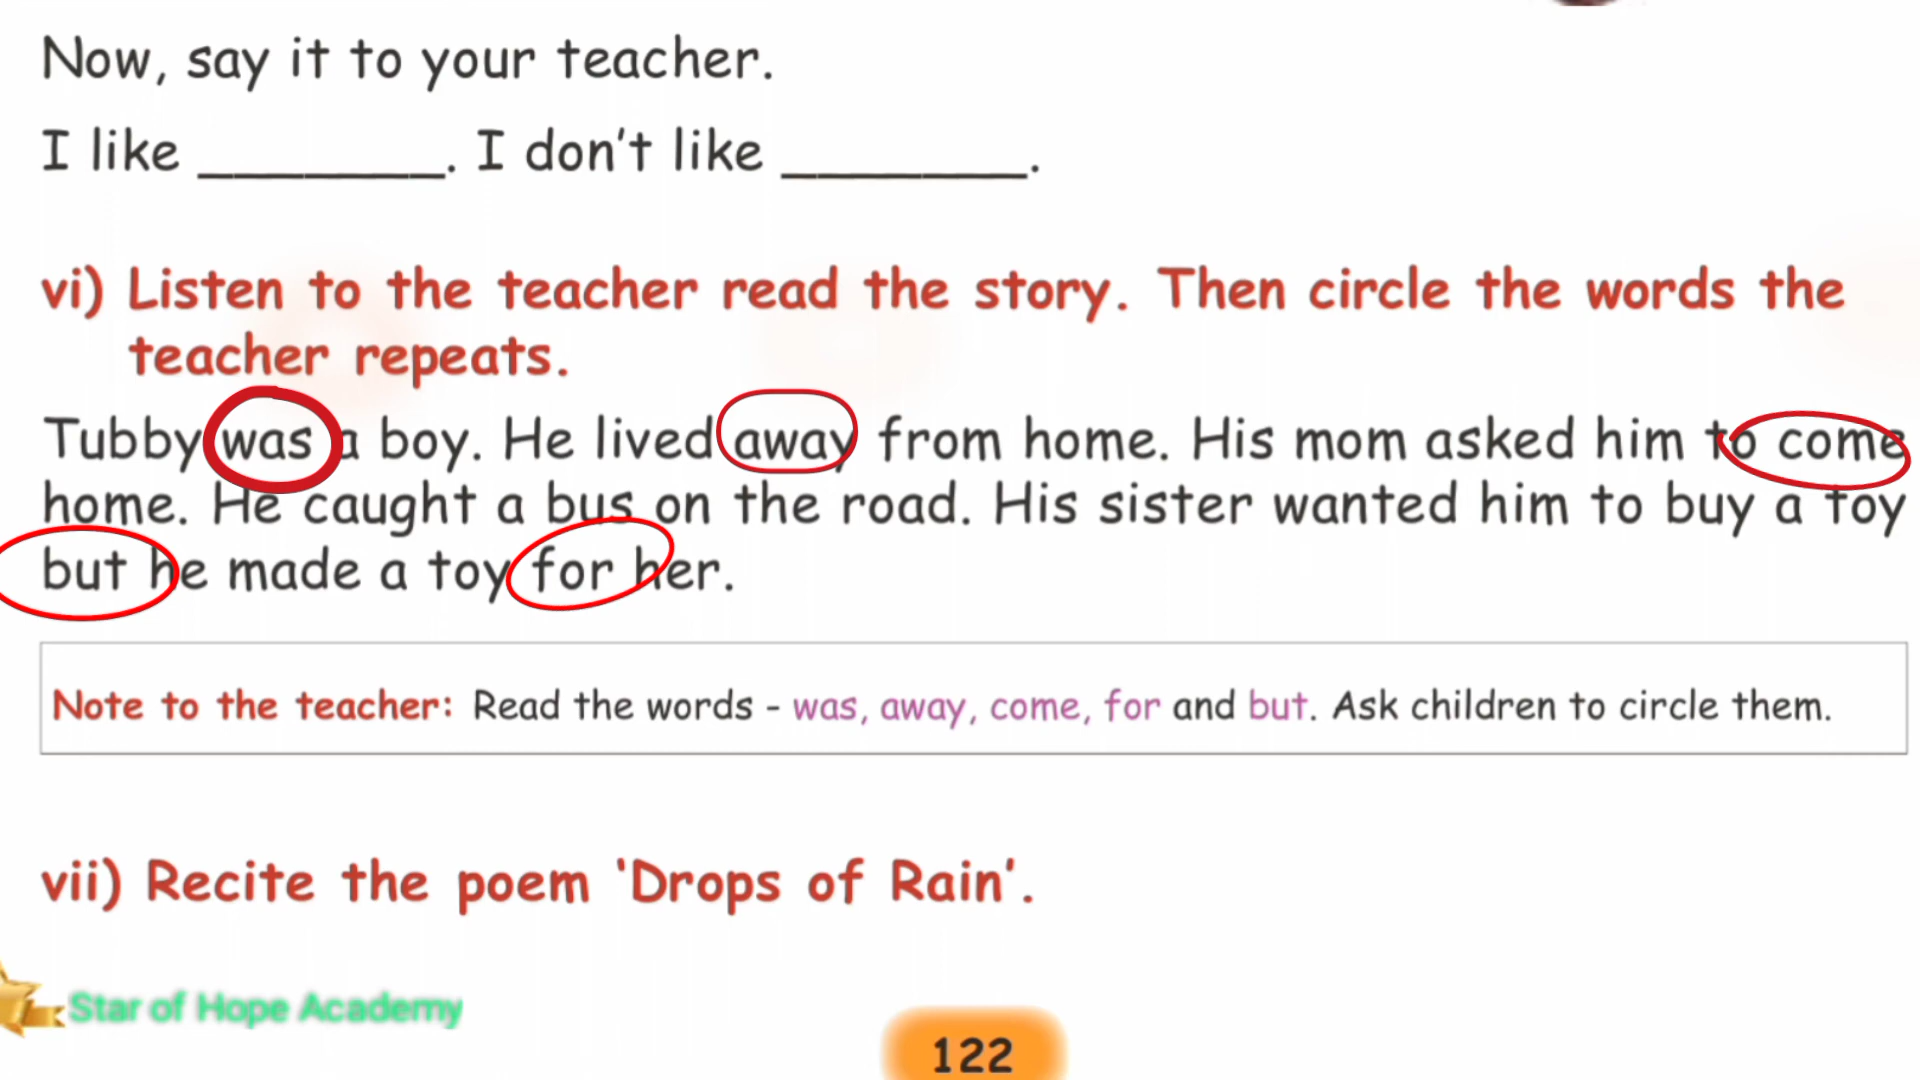 Now, say it to your teacher.
I like _______. I don't like _______.
vi) Listen to the teacher read the story. Then circle the words the
teacher repeats.
Tubby was a boy. He lived away from home. His mom asked him to come
home. He caught a bus on the road. His sister wanted him to buy a toy
but he made a toy for her.
Note to the teacher: Read the words - was, away, come, for and but. Ask children to circle them.
vii) Recite the poem 'Drops of Rain'.
Star of Hope Academy
122